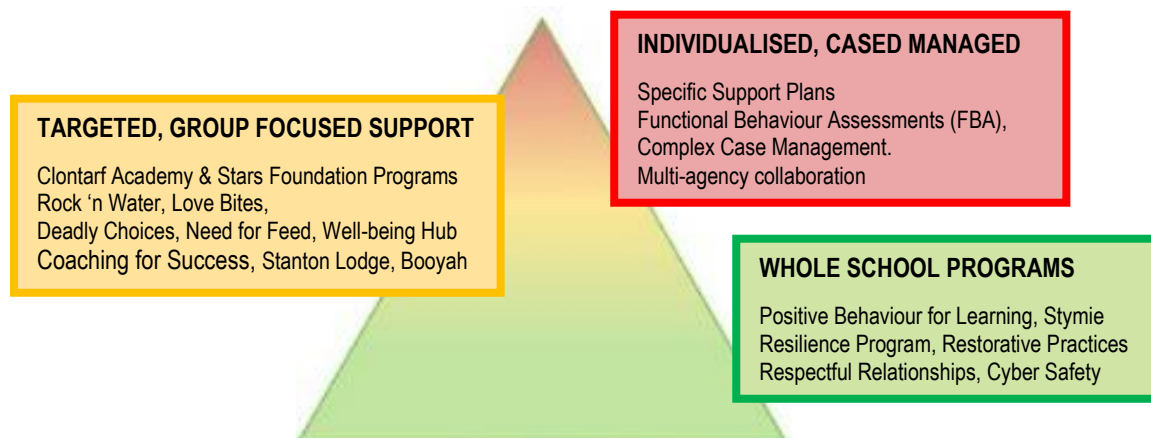 INDIVIDUALISED, CASED MANAGED
Specific Support Plans
Functional Behaviour Assessments (FBA),
Complex Case Management.
Multi-agency collaboration
TARGETED, GROUP FOCUSED SUPPORT
Clontarf Academy & Stars Foundation Programs
Rock ‘n Water, Love Bites,
Deadly Choices, Need for Feed, Well-being Hub
Coaching for Success, Stanton Lodge, Booyah
WHOLE SCHOOL PROGRAMS
Positive Behaviour for Learning, Stymie
Resilience Program, Restorative Practices
Respectful Relationships, Cyber Safety